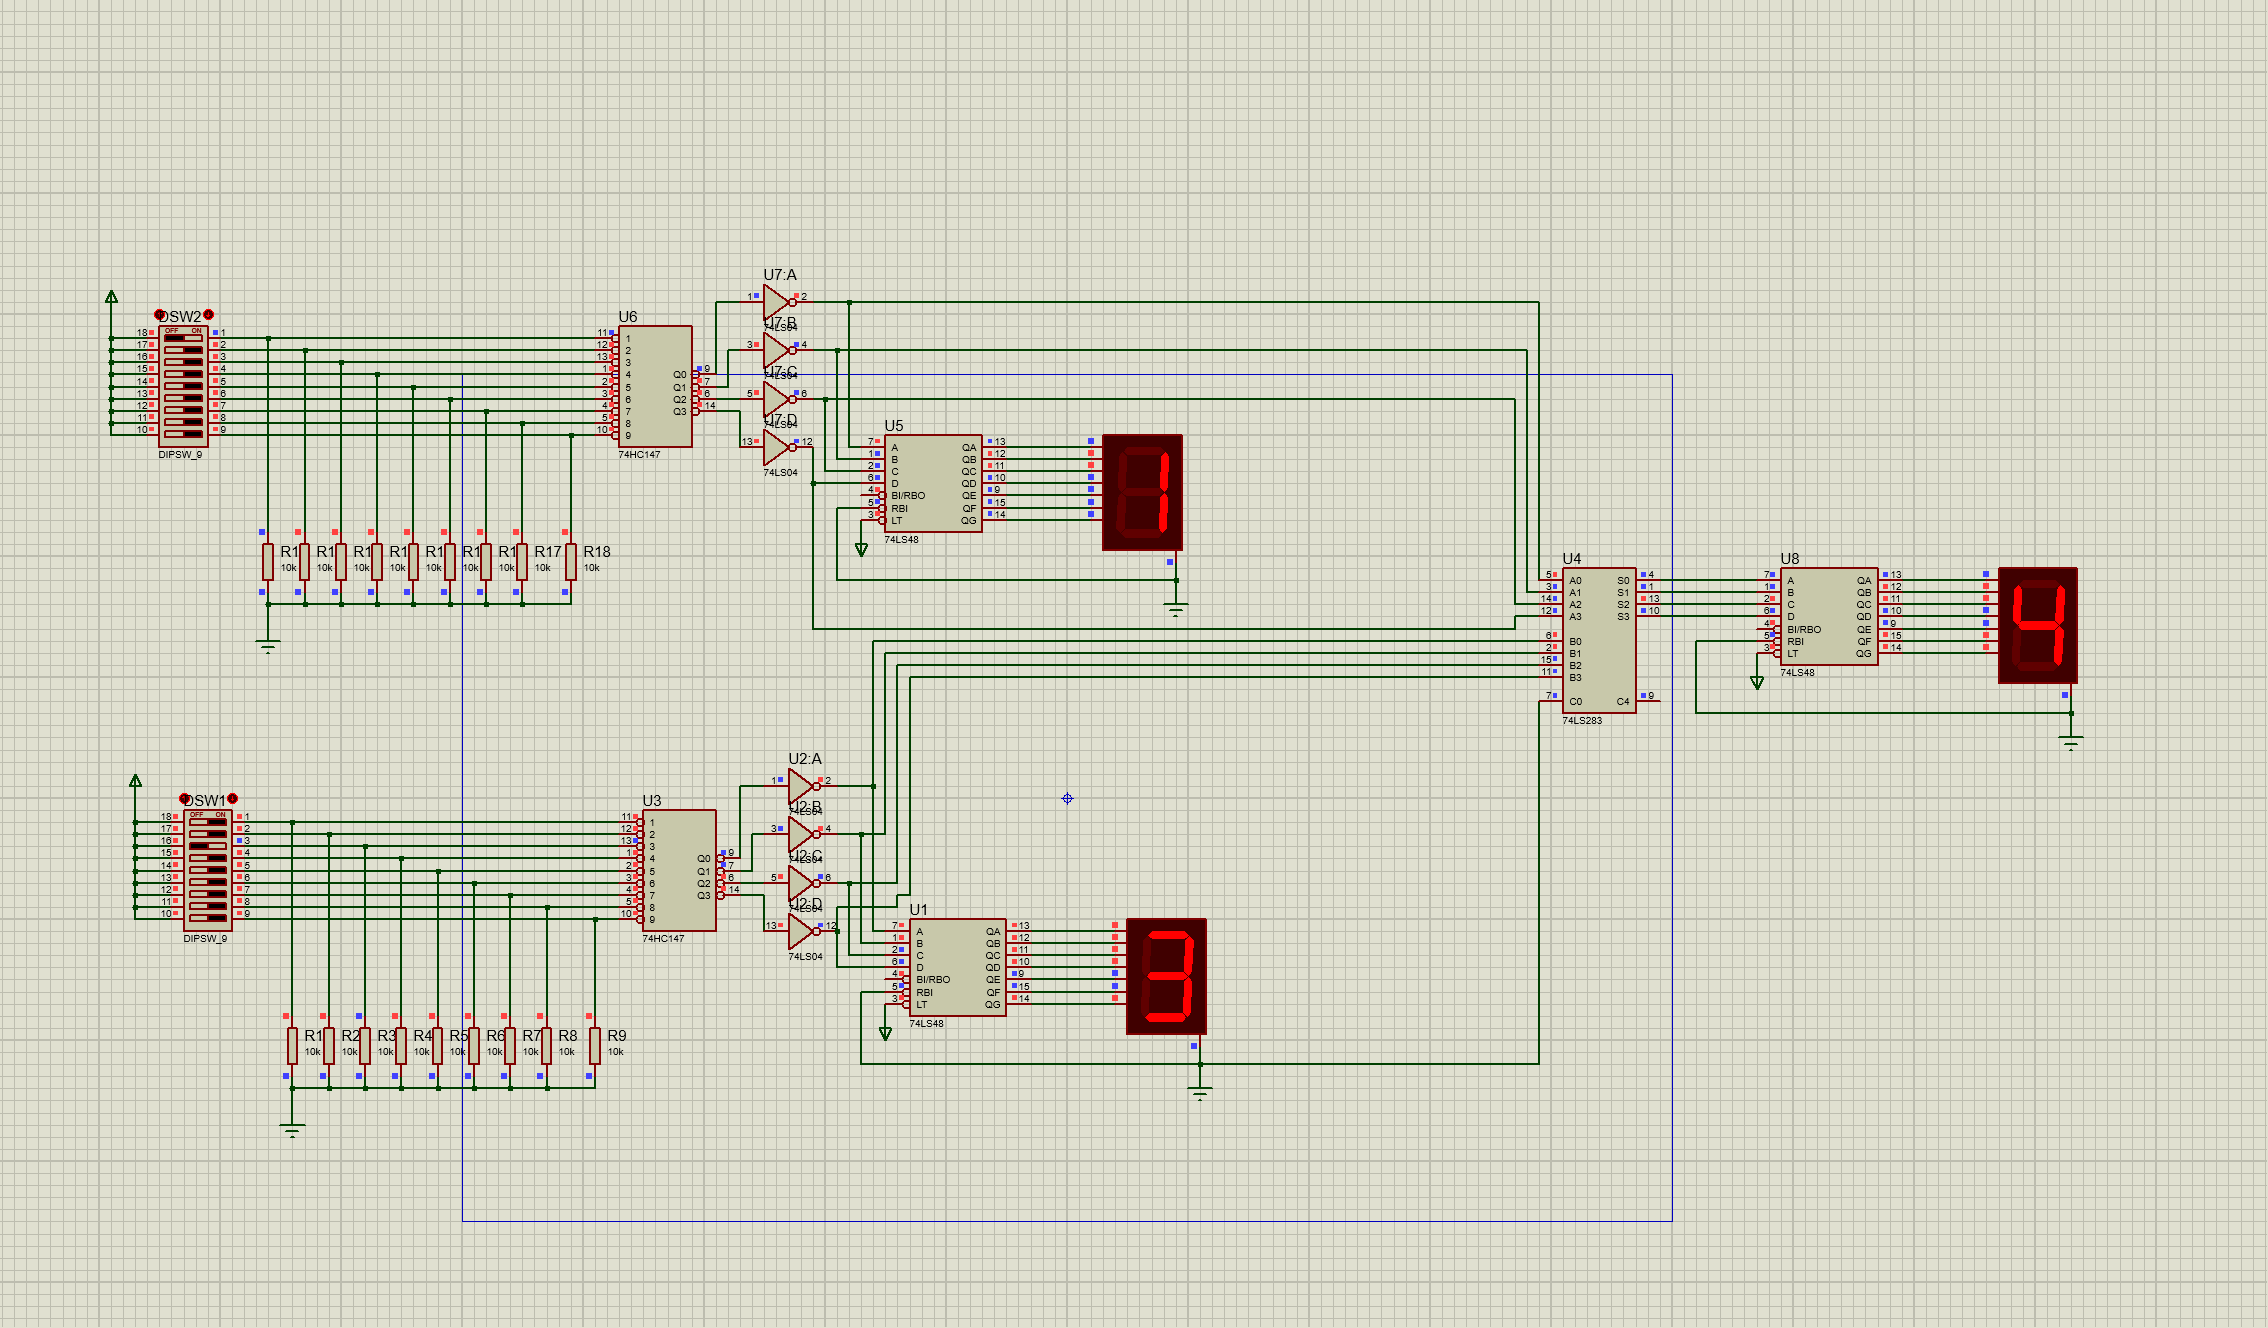 U7:A
1 2
74LS04
U7:B
3 4
74LS04
U7:C
5 6
74LS04
U7:D
13 12
74LS04
DSW2
OFF ON
18 1
17 2
16 3
15 4
14 5
13 6
12 7
11 8
10 9
DIPSW_9
U6
11 1
12 2
13 3
1 4 Q0 9
2 5 Q1 7
3 6 Q2 6
4 7 Q3 14
5 8
10 9
74HC147
U5
7 A QA 13
1 B QB 12
2 C QC 11
6 D QD 10
4 BI/RBO QE 9
5 RBI QF 15
3 LT QG 14
74LS48
1
R1 R1 R1 R1 R1 R1 R1 R17 R18
10k 10k 10k 10k 10k 10k 10k 10k 10k
U4
5 A0 S0 4
3 A1 S1 1
14 A2 S2 13
12 A3 S3 10
6 B0
2 B1
15 B2
11 B3
7 C0 C4 9
74LS283
U8
7 A QA 13
1 B QB 12
2 C QC 11
6 D QD 10
4 BI/RBO QE 9
5 RBI QF 15
3 LT QG 14
74LS48
4
U2:A
1 2
74LS04
U2:B
3 4
74LS04
U2:C
5 6
74LS04
U2:D
13 12
74LS04
DSW1
OFF ON
18 1
17 2
16 3
15 4
14 5
13 6
12 7
11 8
10 9
DIPSW_9
U3
11 1
12 2
13 3
1 4 Q0 9
2 5 Q1 7
3 6 Q2 6
4 7 Q3 14
5 8
10 9
74HC147
U1
7 A QA 13
1 B QB 12
2 C QC 11
6 D QD 10
4 BI/RBO QE 9
5 RBI QF 15
3 LT QG 14
74LS48
3
R1 R2 R3 R4 R5 R6 R7 R8 R9
10k 10k 10k 10k 10k 10k 10k 10k 10k